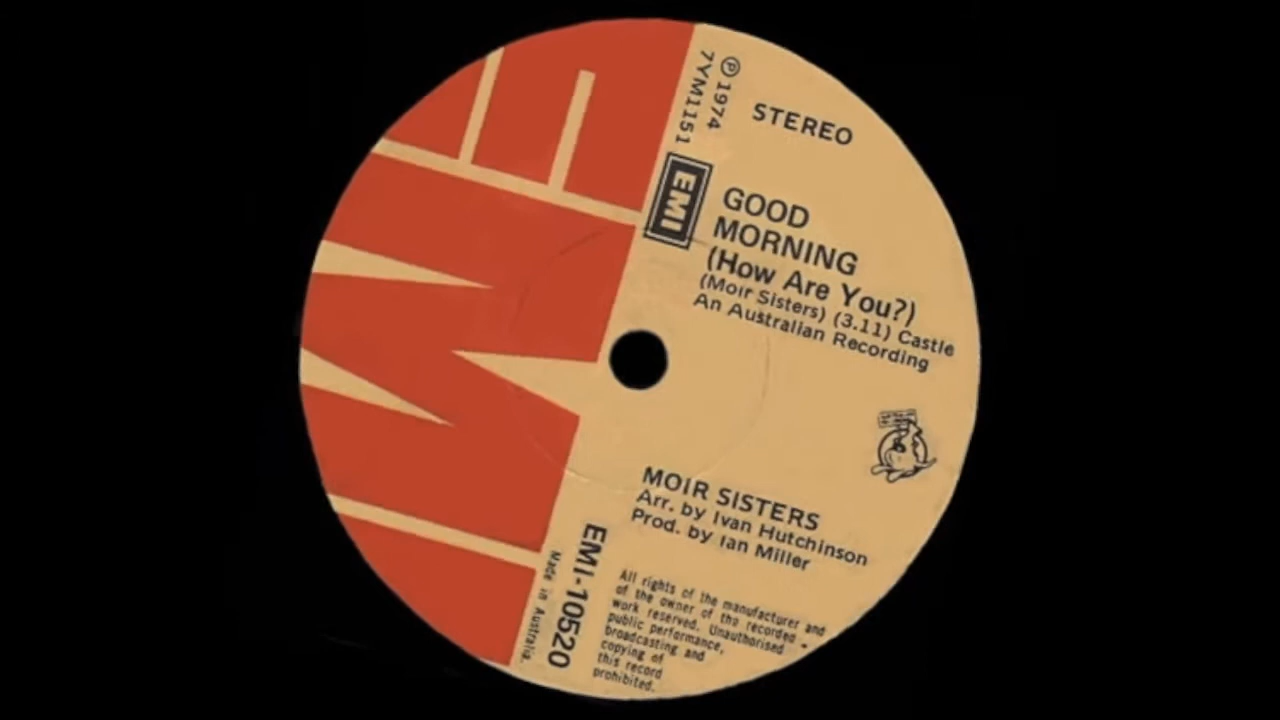 ℗ 1974
7YM1151
STEREO
EMI
GOOD
MORNING
(How Are You?)
(Moir Sisters) (3.11) Castle
An Australian Recording
MOIR SISTERS
Arr. by Ivan Hutchinson
Prod. by Ian Miller
EMI-10520
Made in Australia.
All rights of the manufacturer and
of the owner of the recorded
work reserved. Unauthorised
public performance,
broadcasting and
copying of
this record
prohibited.
EMI